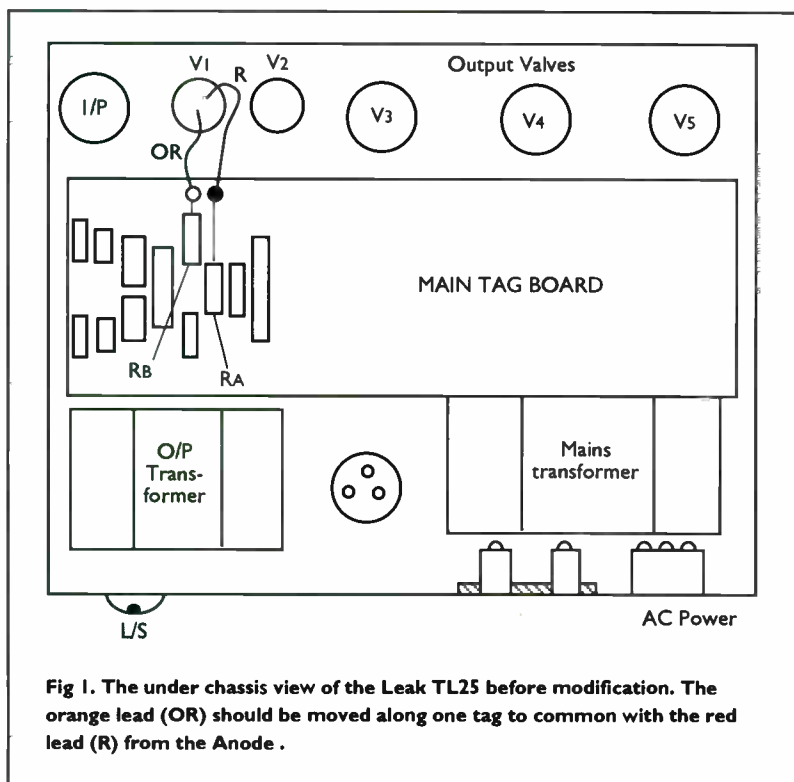 V1
R
V2
Output Valves
I/P
V3
V4
V5
OR
MAIN TAG BOARD
RB
RA
O/P
Trans-
former
Mains
transformer
L/S
AC Power
Fig 1. The under chassis view of the Leak TL25 before modification. The
orange lead (OR) should be moved along one tag to common with the red
lead (R) from the Anode .